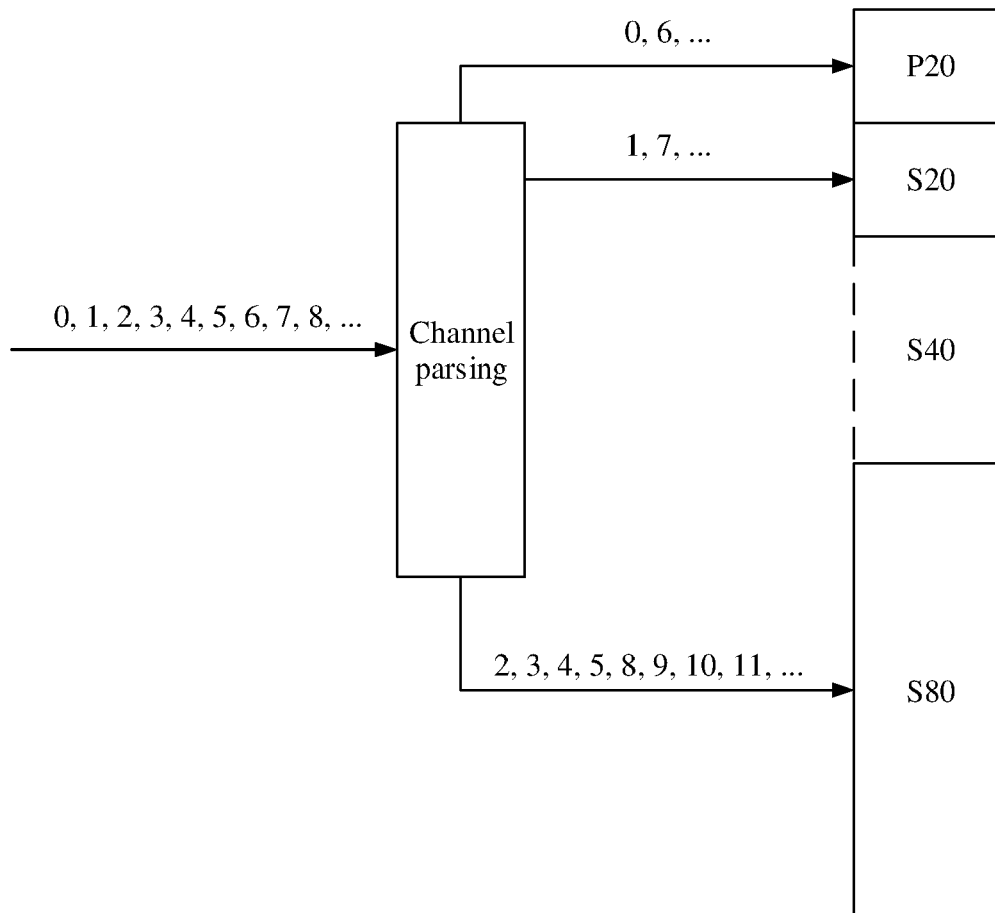 0, 6, ...
P20
1, 7, ...
S20
0, 1, 2, 3, 4, 5, 6, 7, 8, ...
Channel
parsing
S40
2, 3, 4, 5, 8, 9, 10, 11, ...
S80